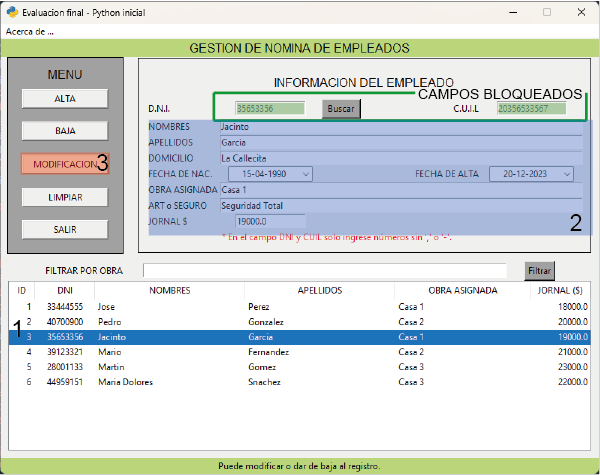 Evaluacion final - Python inicial
Acerca de ...
GESTION DE NOMINA DE EMPLEADOS
MENU
ALTA
BAJA
MODIFICACION 3
LIMPIAR
SALIR
INFORMACION DEL EMPLEADO
CAMPOS BLOQUEADOS
D.N.I. 35653356 Buscar C.U.I.L 20356533567
NOMBRES Jacinto
APELLIDOS Garcia
DOMICILIO La Callecita
FECHA DE NAC. 15-04-1990 FECHA DE ALTA 20-12-2023
OBRA ASIGNADA Casa 1
ART o SEGURO Seguridad Total
JORNAL $ 19000.0 2
* En el campo DNI y CUIL solo ingrese números sin ',' o '-'.
FILTRAR POR OBRA Filtrar
ID DNI NOMBRES APELLIDOS OBRA ASIGNADA JORNAL ($)
1 33444555 Jose Perez Casa 1 18000.0
2 40700900 Pedro Gonzalez Casa 2 20000.0
1
3 35653356 Jacinto Garcia Casa 1 19000.0
4 39123321 Mario Fernandez Casa 2 21000.0
5 28001133 Martin Gomez Casa 3 23000.0
6 44959151 Maria Dolores Snachez Casa 3 22000.0
Puede modificar o dar de baja al registro.